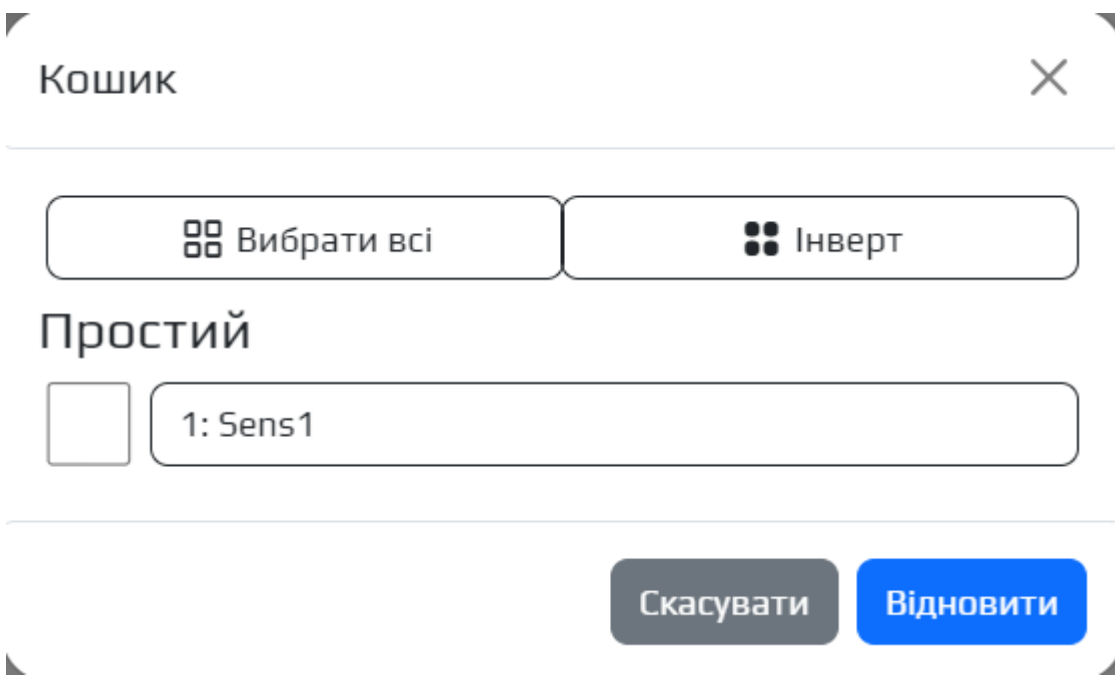 Кошик
Вибрати всі
Інверт
Простий
1: Sens1
Скасувати
Відновити